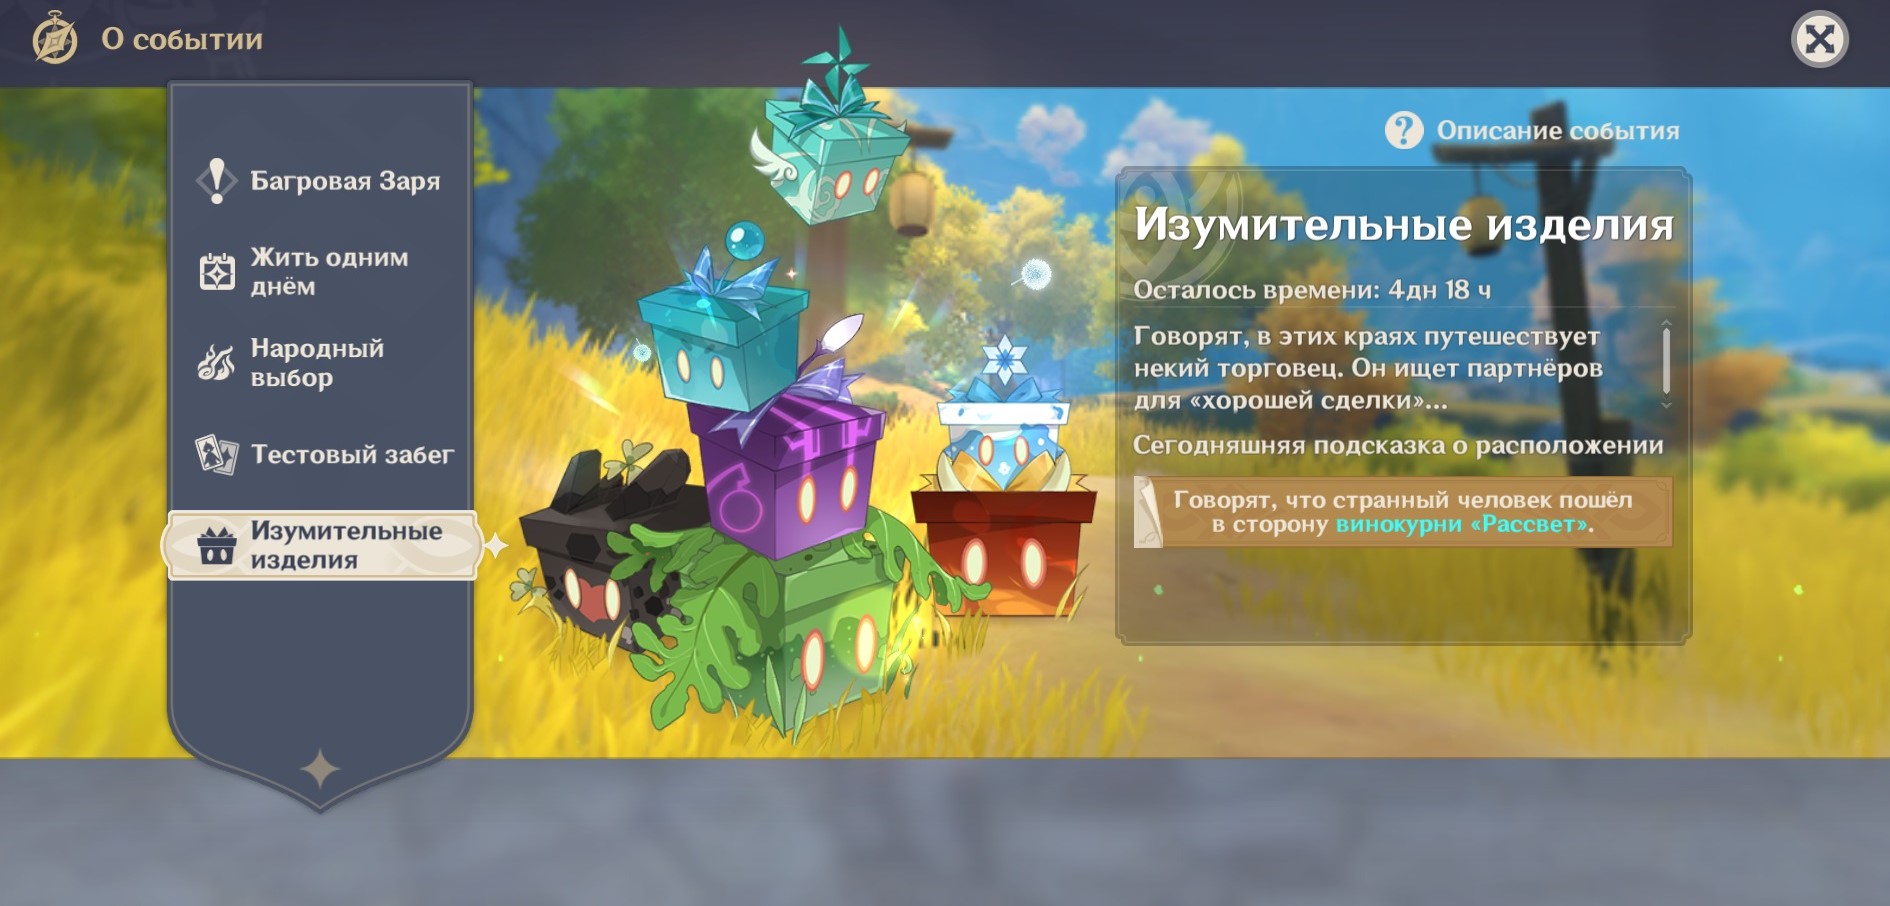 О событии
Багровая Заря
Жить одним
днём
Народный
выбор
Тестовый забег
Изумительные
изделия
Описание события
Изумительные изделия
Осталось времени: 4дн 18 ч
Говорят, в этих краях путешествует
некий торговец. Он ищет партнёров
для «хорошей сделки»...
Сегодняшняя подсказка о расположении
Говорят, что странный человек пошёл
в сторону винокурни «Рассвет».